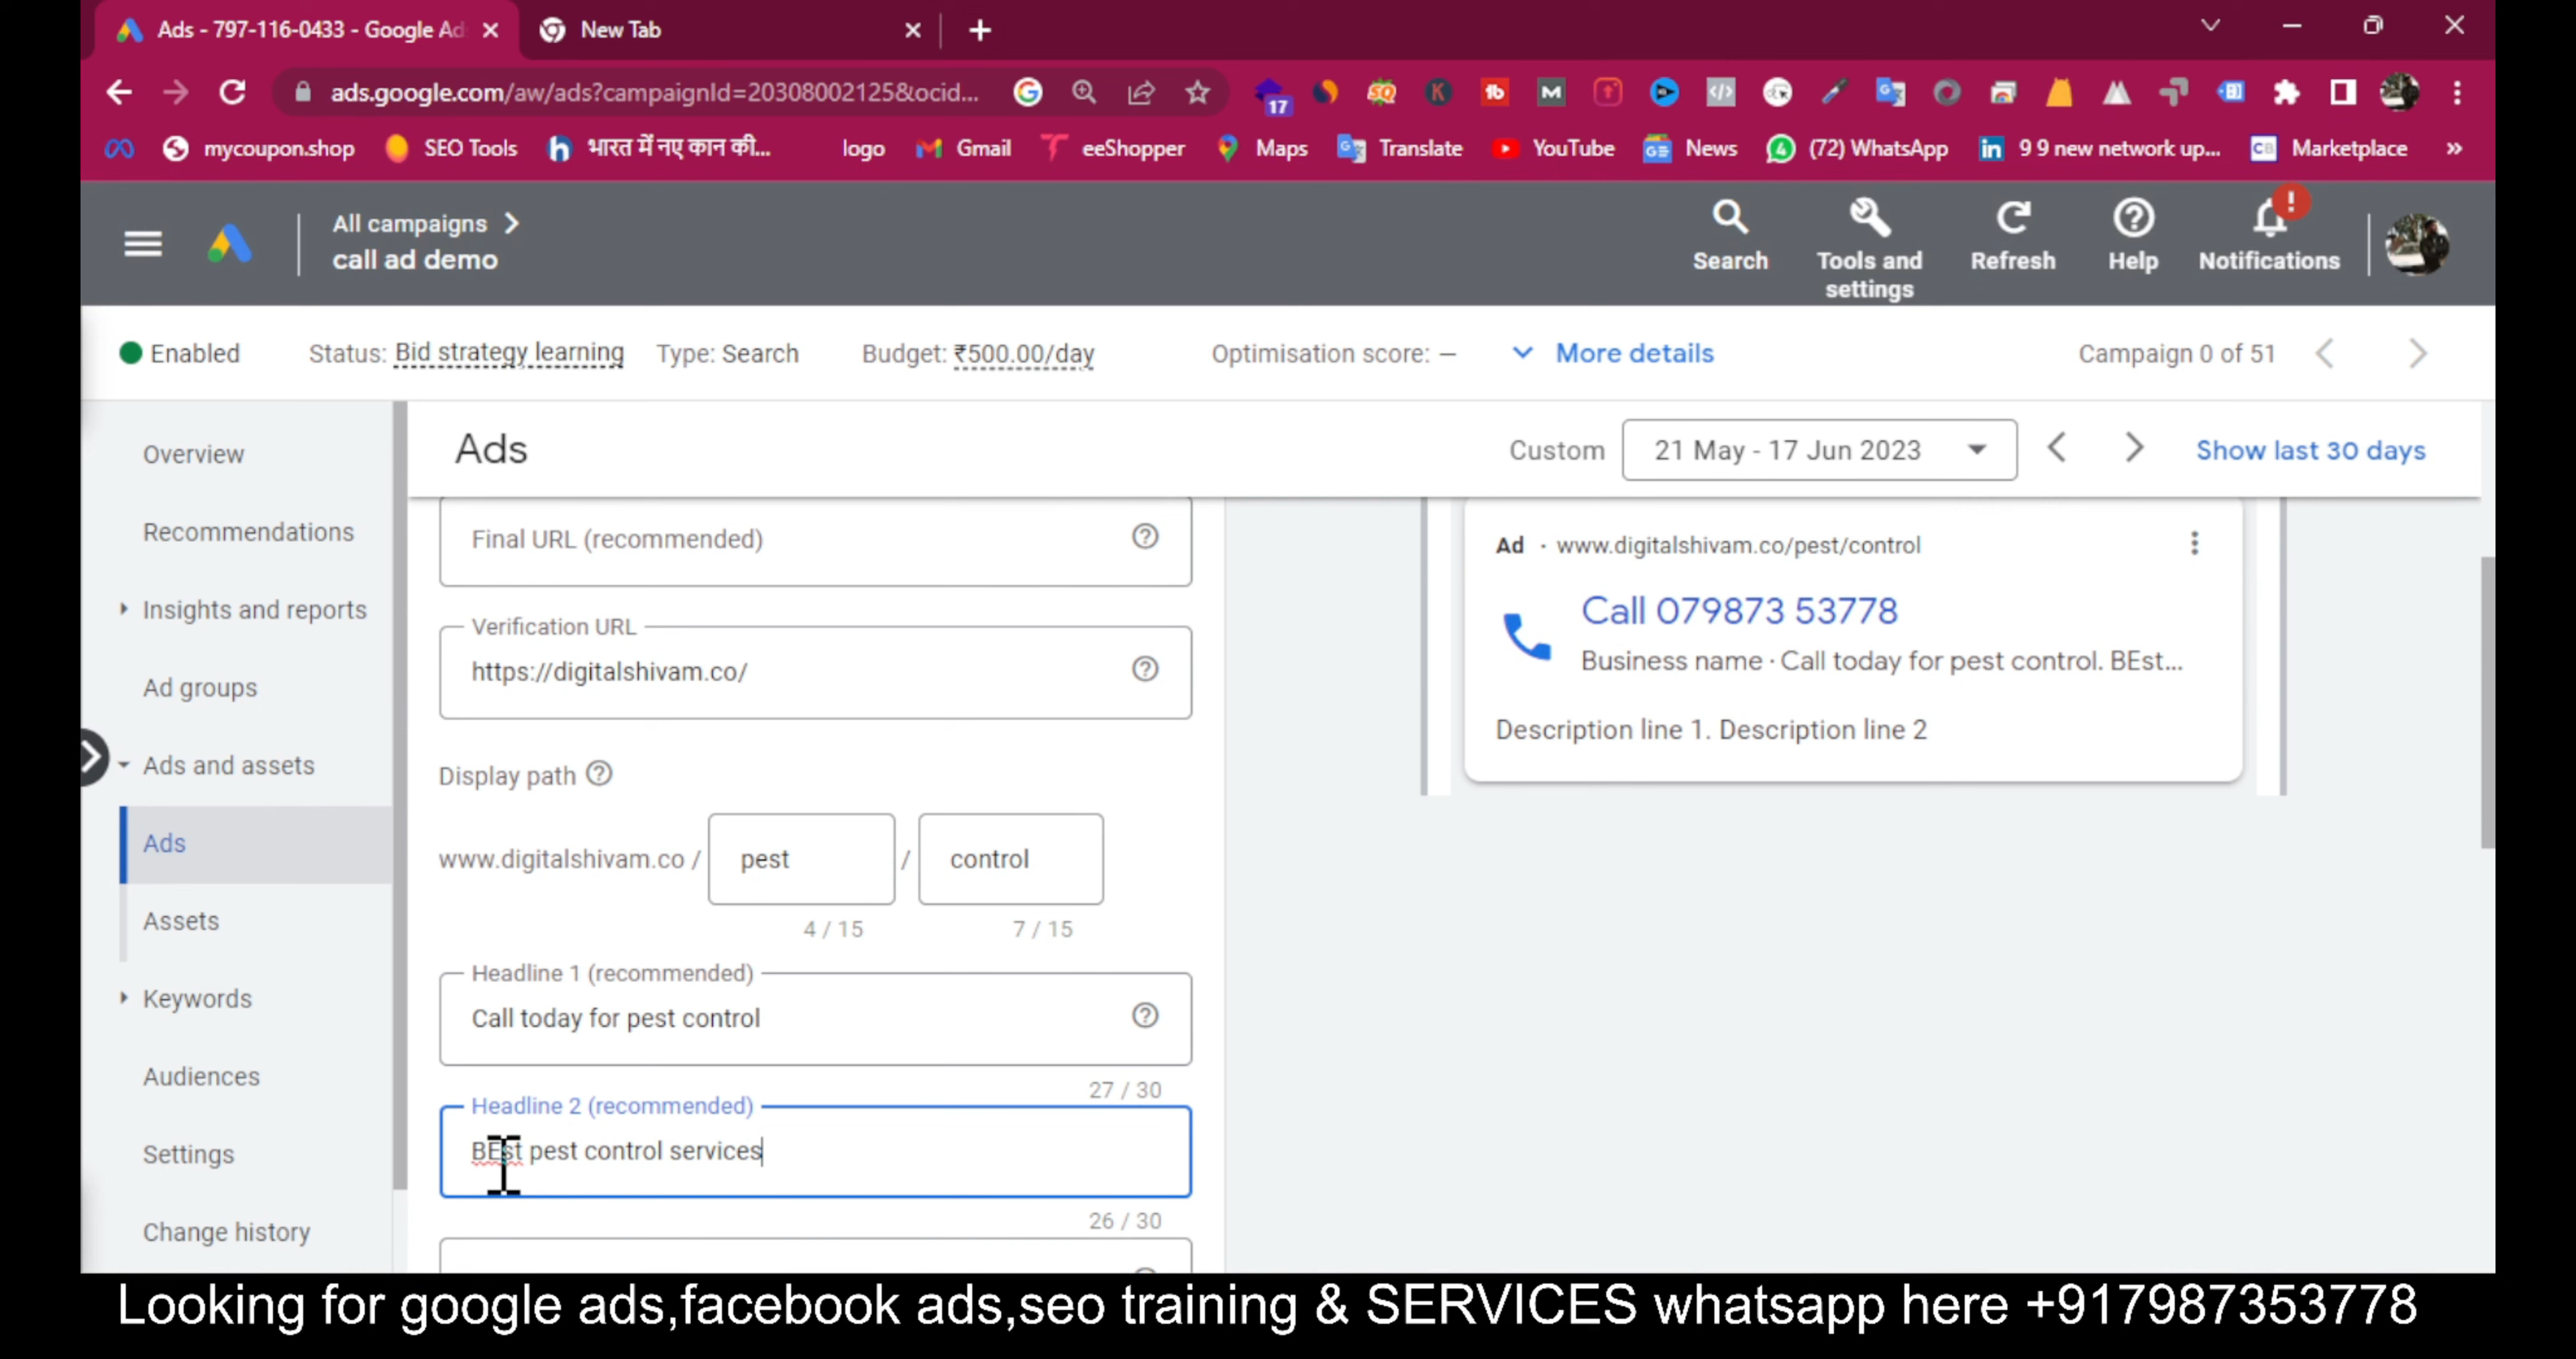 Ads - 797-116-0433 - Google Ad
New Tab
ads.google.com/aw/ads?campaignId=20308002125&ocid...
17
mycoupon.shop
SEO Tools
भारत में नए कान की...
logo
Gmail
eeShopper
Maps
Translate
YouTube
News
(72) WhatsApp
9 9 new network up...
Marketplace
All campaigns
call ad demo
Search
Tools and settings
Refresh
Help
Notifications
Enabled
Status: Bid strategy learning
Type: Search
Budget: ₹500.00/day
Optimisation score: –
More details
Campaign 0 of 51
Overview
Recommendations
Insights and reports
Ad groups
Ads and assets
Ads
Assets
Keywords
Audiences
Settings
Change history
Ads
Custom
21 May - 17 Jun 2023
Show last 30 days
Final URL (recommended)
Verification URL
https://digitalshivam.co/
Display path
www.digitalshivam.co / pest / control
4 / 15
7 / 15
Headline 1 (recommended)
Call today for pest control
27 / 30
Headline 2 (recommended)
BEst pest control services
26 / 30
Ad · www.digitalshivam.co/pest/control
Call 079873 53778
Business name · Call today for pest control. BEst...
Description line 1. Description line 2
Looking for google ads,facebook ads,seo training & SERVICES whatsapp here +917987353778